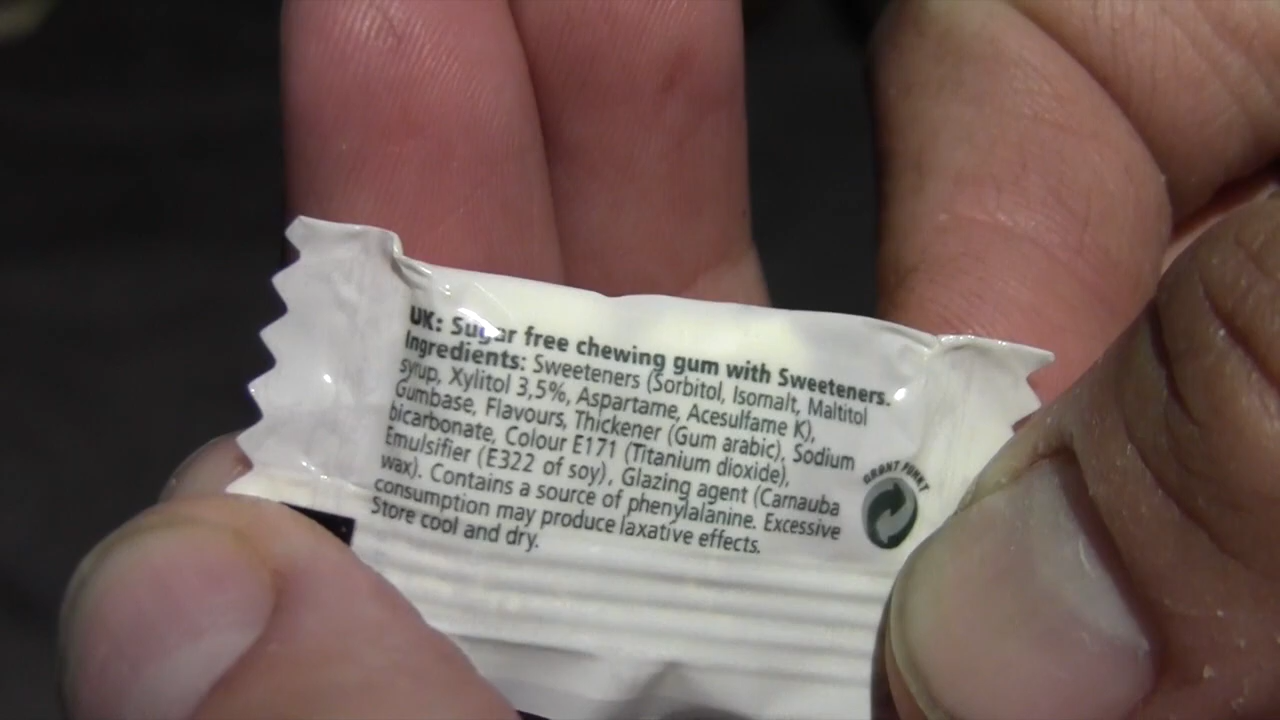 UK: Sugar free chewing gum with Sweeteners.
Ingredients: Sweeteners (Sorbitol, Isomalt, Maltitol
syrup, Xylitol 3,5%, Aspartame, Acesulfame K),
Gumbase, Flavours, Thickener (Gum arabic), Sodium
bicarbonate, Colour E171 (Titanium dioxide),
Emulsifier (E322 of soy), Glazing agent (Carnauba
wax). Contains a source of phenylalanine. Excessive
consumption may produce laxative effects.
Store cool and dry.